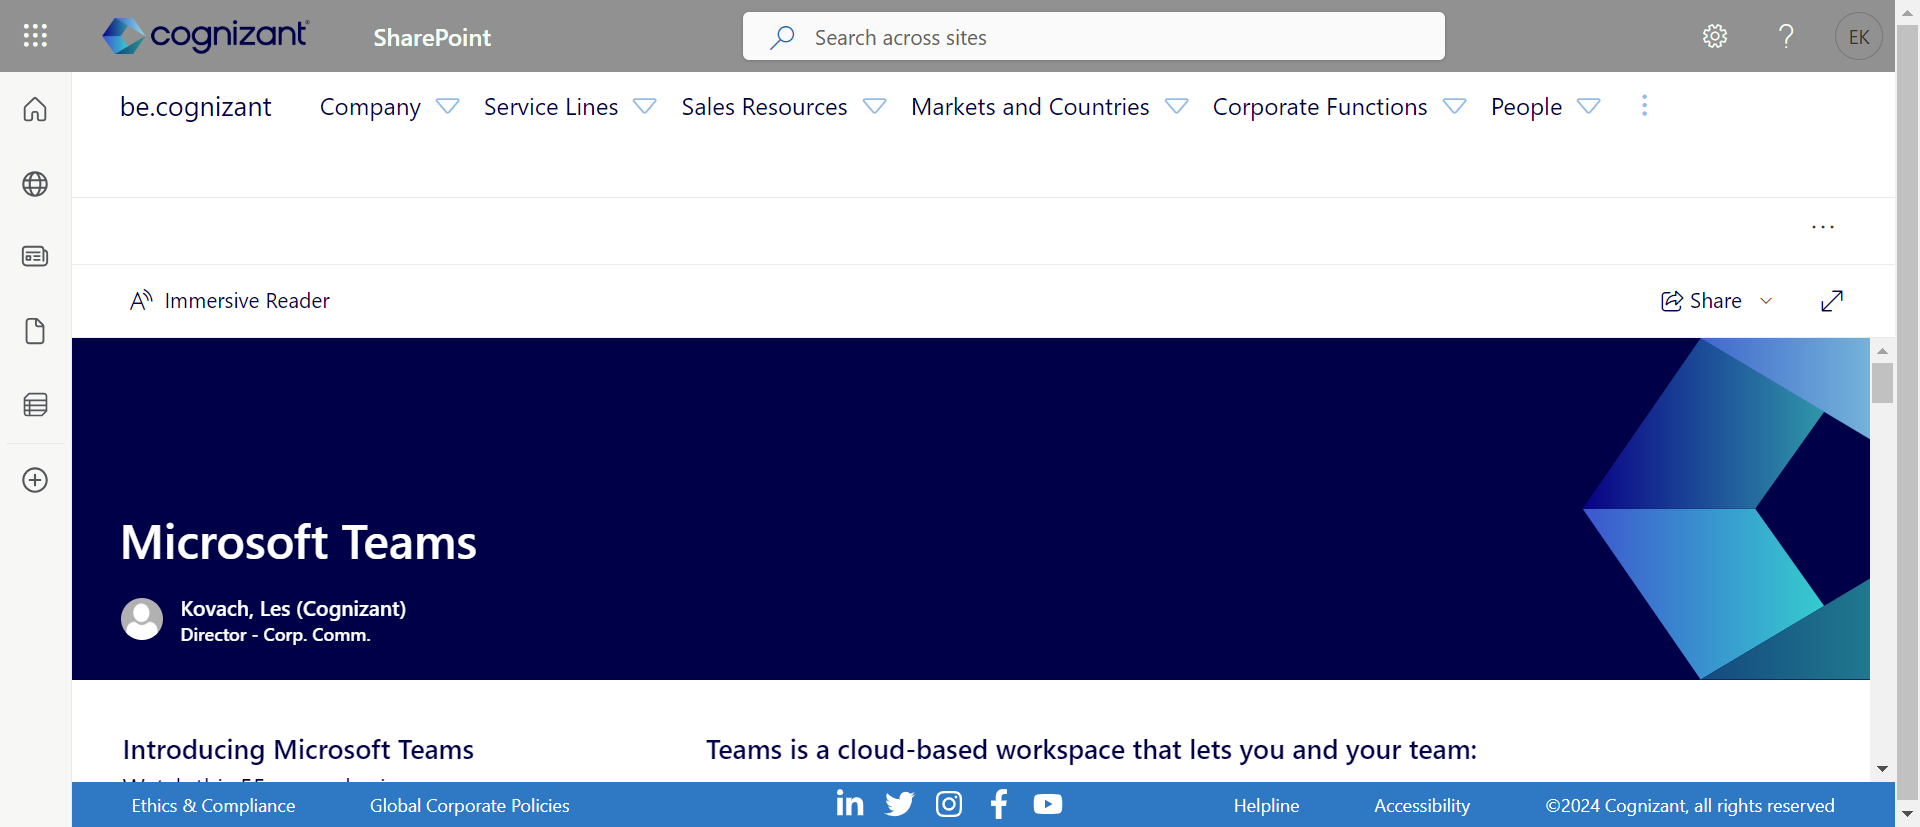 cognizant
SharePoint
Search across sites
EK
be.cognizant
Company
Service Lines
Sales Resources
Markets and Countries
Corporate Functions
People
Immersive Reader
Share
Microsoft Teams
Kovach, Les (Cognizant)
Director - Corp. Comm.
Introducing Microsoft Teams
Teams is a cloud-based workspace that lets you and your team:
Ethics & Compliance
Global Corporate Policies
Helpline
Accessibility
©2024 Cognizant, all rights reserved